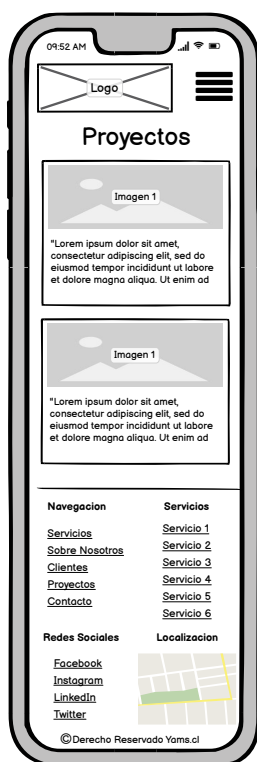 09:52 AM
Logo
Proyectos
Imagen 1
"Lorem ipsum dolor sit amet,
consectetur adipiscing elit, sed do
eiusmod tempor incididunt ut labore
et dolore magna aliqua. Ut enim ad
Imagen 1
"Lorem ipsum dolor sit amet,
consectetur adipiscing elit, sed do
eiusmod tempor incididunt ut labore
et dolore magna aliqua. Ut enim ad
Navegacion
Servicios
Sobre Nosotros
Clientes
Proyectos
Contacto
Servicios
Servicio 1
Servicio 2
Servicio 3
Servicio 4
Servicio 5
Servicio 6
Redes Sociales
Facebook
Instagram
LinkedIn
Twitter
Localizacion
©Derecho Reservado Yams.cl